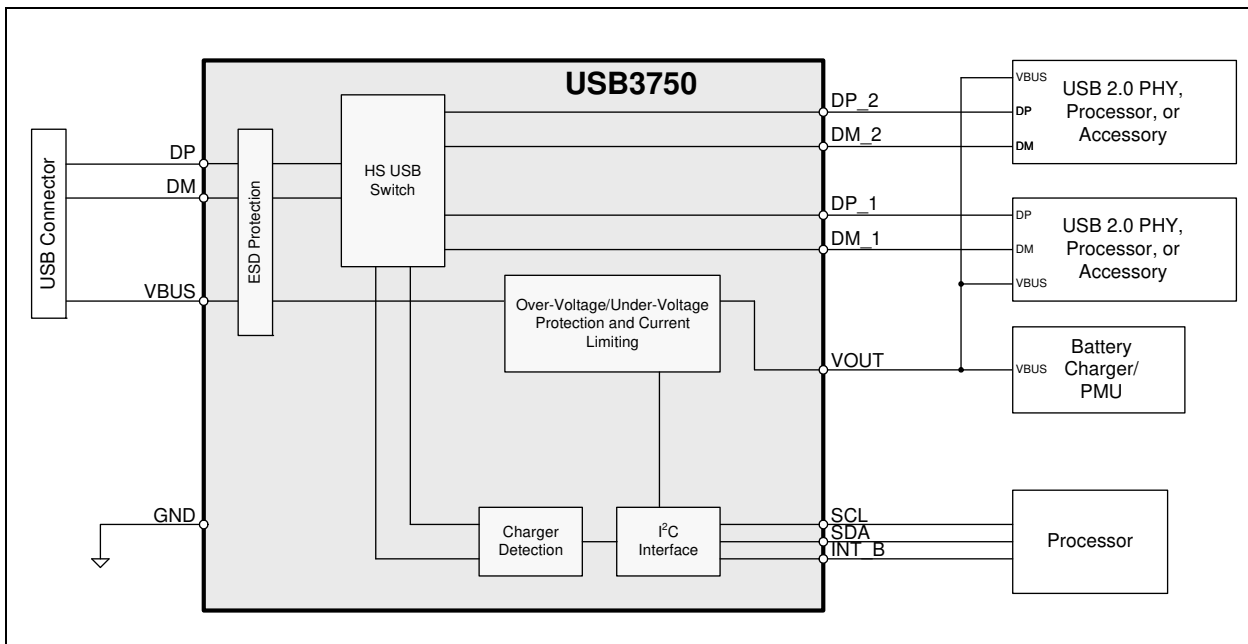 USB3750
USB Connector
DP
DM
VBUS
GND
ESD Protection
HS USB
Switch
Over-Voltage/Under-Voltage
Protection and Current
Limiting
Charger
Detection
I²C
Interface
DP_2
DM_2
DP_1
DM_1
VOUT
SCL
SDA
INT_B
VBUS
DP
DM
USB 2.0 PHY,
Processor, or
Accessory
DP
DM
VBUS
USB 2.0 PHY,
Processor, or
Accessory
VBUS
Battery
Charger/
PMU
Processor